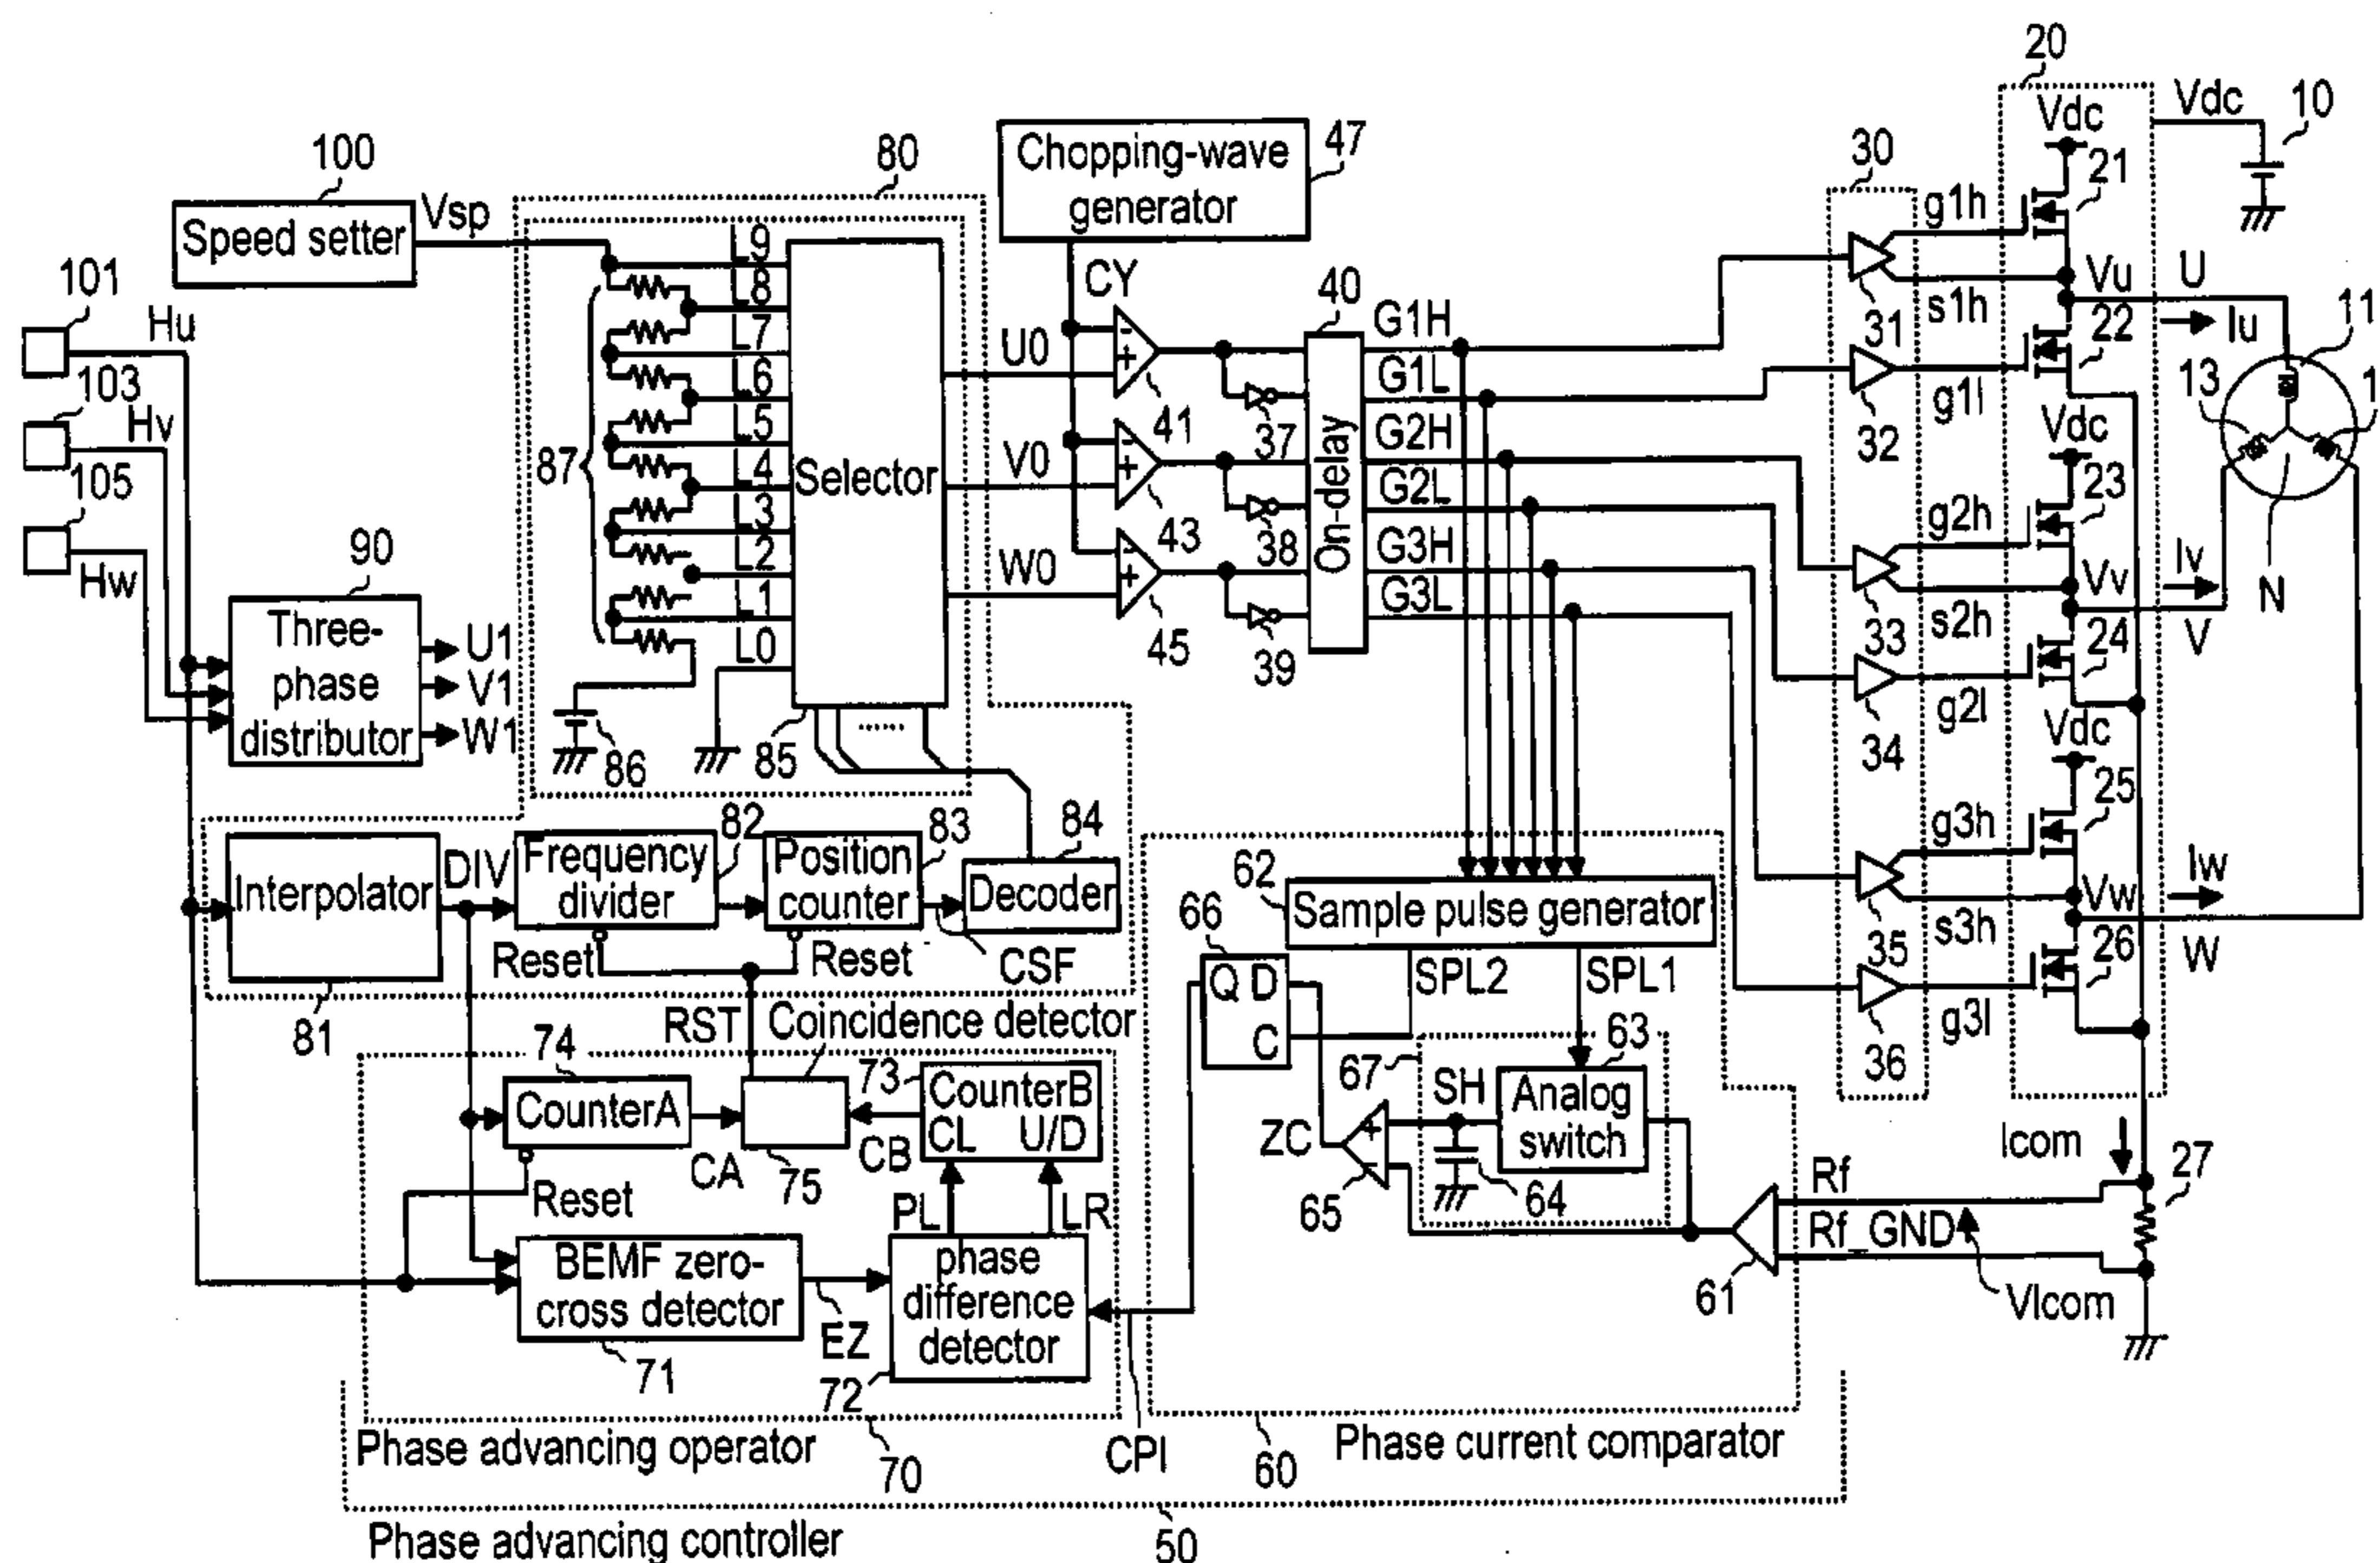 20
Vdc
10
Vdc
21
100
80
Chopping-wave
generator
47
30
g1h
Speed setter
Vsp
L9
L8
L7
L6
L5
L4
L3
L2
L1
L0
87
Selector
101
Hu
103
Hv
105
Hw
CY
40
G1H
G1L
G2H
G2L
G3H
G3L
U0
V0
W0
41
43
45
37
38
39
On-delay
31
s1h
32
g1l
33
g2h
s2h
34
g2l
35
g3h
s3h
36
g3l
Vu
U
Iu
22
11
13
1
N
Vdc
23
Vv
Iv
V
24
Vdc
25
Vw
Iw
W
26
90
Three-
phase
distributor
U1
V1
W1
86
85
Interpolator
81
DIV
Frequency
divider
82
Position
counter
83
84
Decoder
Reset
Reset
CSF
62
Sample pulse generator
66
Q D
C
SPL2
SPL1
RST
Coincidence detector
74
CounterA
CA
75
CB
73
CounterB
CL U/D
Reset
PL
LR
67
SH
63
Analog
switch
64
ZC
65
61
Icom
27
Rf
Rf_GND
VIcom
BEMF zero-
cross detector
71
EZ
phase
difference
detector
72
Phase advancing operator
70
CPI
60
Phase current comparator
Phase advancing controller
50